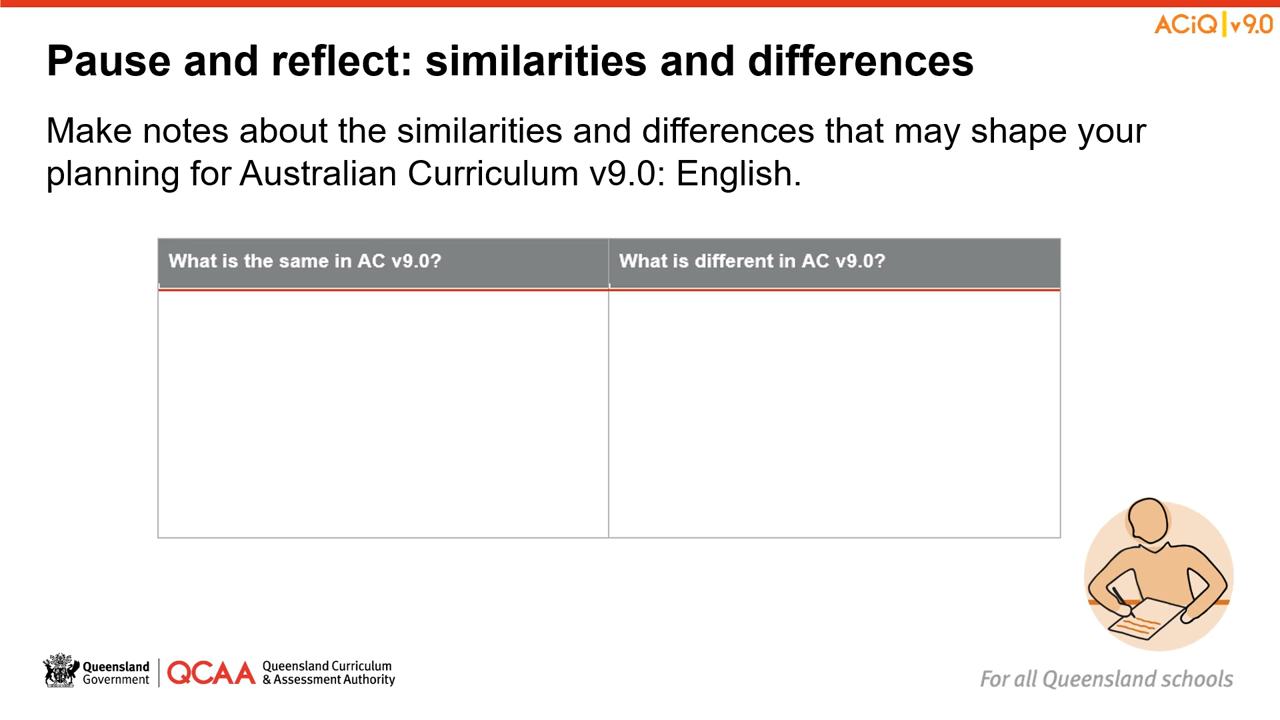 ACiQ v9.0
Pause and reflect: similarities and differences
Make notes about the similarities and differences that may shape your
planning for Australian Curriculum v9.0: English.
What is the same in AC v9.0?
What is different in AC v9.0?
Queensland
Government
QCAA
Queensland Curriculum
& Assessment Authority
For all Queensland schools